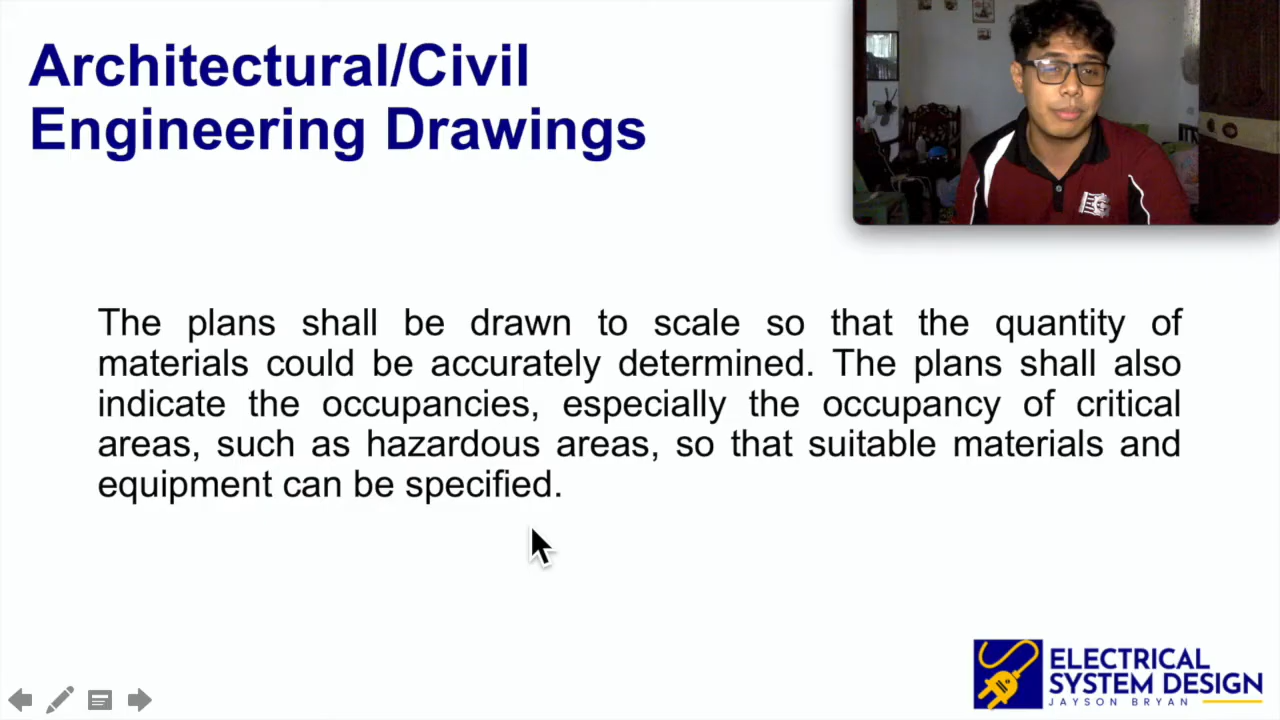 Architectural/Civil
Engineering Drawings
The plans shall be drawn to scale so that the quantity of
materials could be accurately determined. The plans shall also
indicate the occupancies, especially the occupancy of critical
areas, such as hazardous areas, so that suitable materials and
equipment can be specified.
ELECTRICAL
SYSTEM DESIGN
JAYSON BRYAN